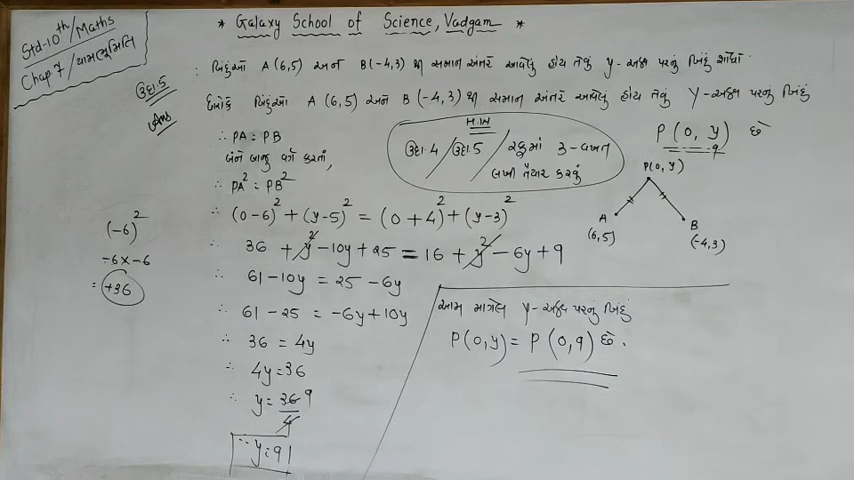 * Galaxy School of Science, Vadgam *
Std-10th/Maths
Chap.7/યામભૂમિતિ
ઉદા.5
: બિંદુઓ A(6,5) અને B(-4,3) થી સમાન અંતરે આવેલું હોય તેવું y-અક્ષ પરનું બિંદુ શોધો.
Ans
ધારોકે બિંદુઓ A(6,5) અને B(-4,3) થી સમાન અંતરે આવેલું હોય તેવું y-અક્ષ પરનું બિંદુ
P(0, y) છે
∴ PA = PB
બંને બાજુ વર્ગ કરતાં,
∴ PA² = PB²
∴ (0-6)² + (y-5)² = (0+4)² + (y-3)²
∴ 36 + y² - 10y + 25 = 16 + y² - 6y + 9
∴ 61 - 10y = 25 - 6y
∴ 61 - 25 = -6y + 10y
∴ 36 = 4y
∴ 4y = 36
∴ y = 36/4 9
∴ y = 9
(-6)²
-6 x -6
= +36
H.W
ઉદા.4 / ઉદા.5 / 3-વખત
લખી તૈયાર કરવું
P(0, y)
A
(6,5)
B
(-4,3)
આમ માંગેલ y-અક્ષ પરનું બિંદુ
P(0,y) = P(0,9) છે.